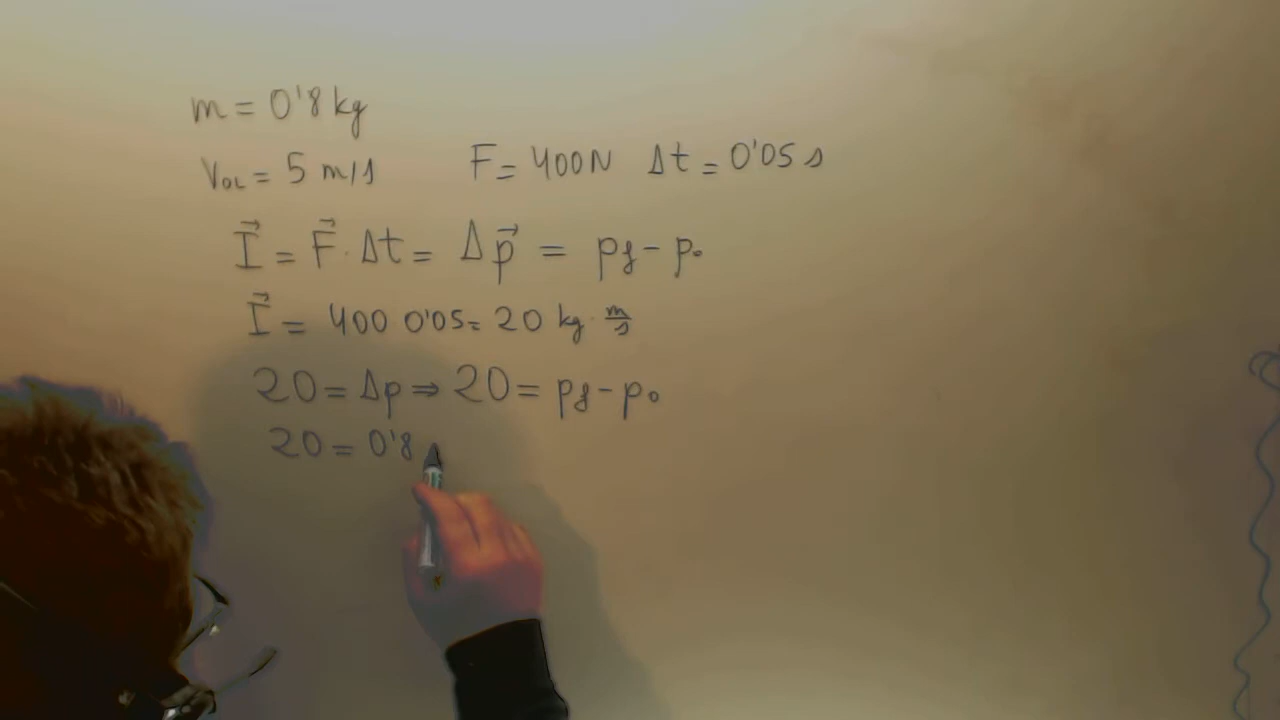 m = 0'8 kg
V₀₁ = 5 m/s F = 400N Δt = 0'05 s
I⃗ = F⃗ · Δt = Δp⃗ = pf - p₀
I⃗ = 400 0'05 = 20 kg · m/s
20 = Δp ⇒ 20 = pf - p₀
20 = 0'8